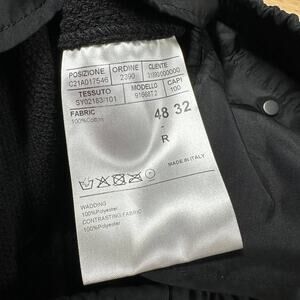 POSIZIONE ORDINE CLIENTE
C21A017546 2390
TESSUTO MODELLO CAPI
SY02183/101 100
FABRIC
100%Cotton
48 32
-
R
MADE IN ITALY
WADDING
100%Polyester
CONTRASTING FABRIC
100%Polyester